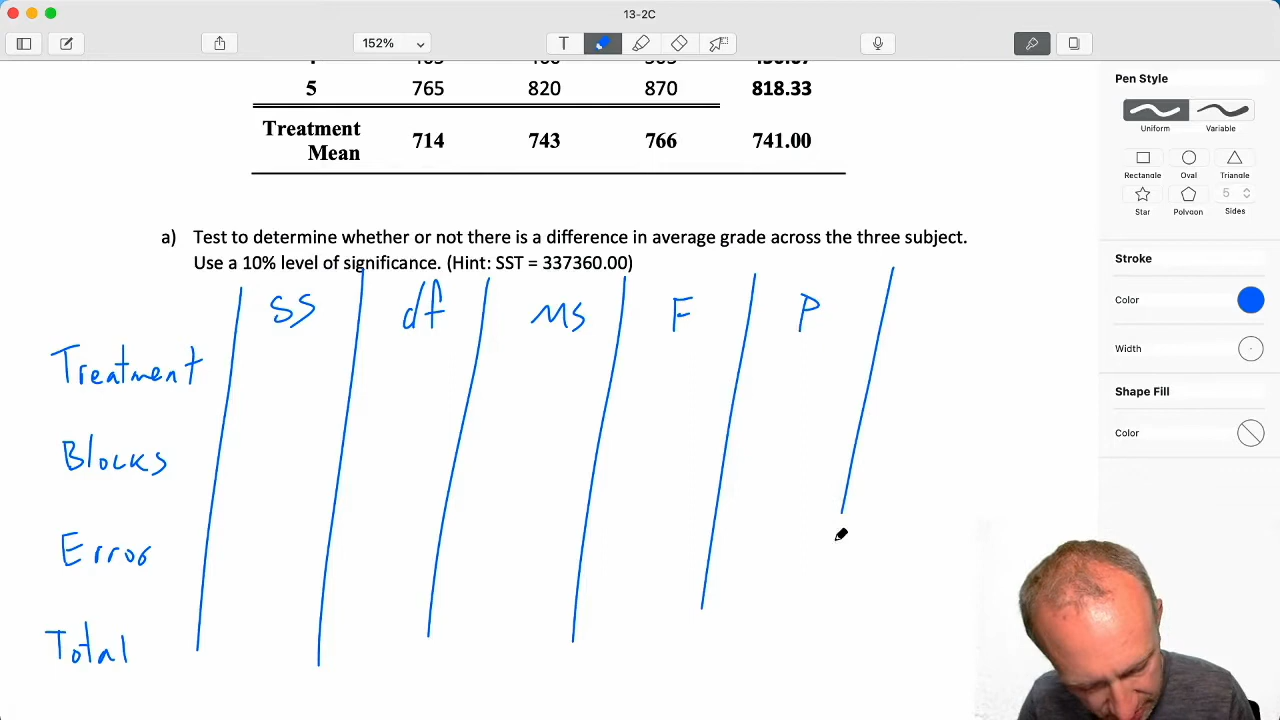 13-2C
152%
T
Pen Style
Uniform Variable
Rectangle Oval Triangle
5
Star Polygon Sides
Stroke
Color
Width
Shape Fill
Color
5 765 820 870 818.33
Treatment
Mean 714 743 766 741.00
a) Test to determine whether or not there is a difference in average grade across the three subject.
Use a 10% level of significance. (Hint: SST = 337360.00)
SS df MS F P
Treatment
Blocks
Error
Total